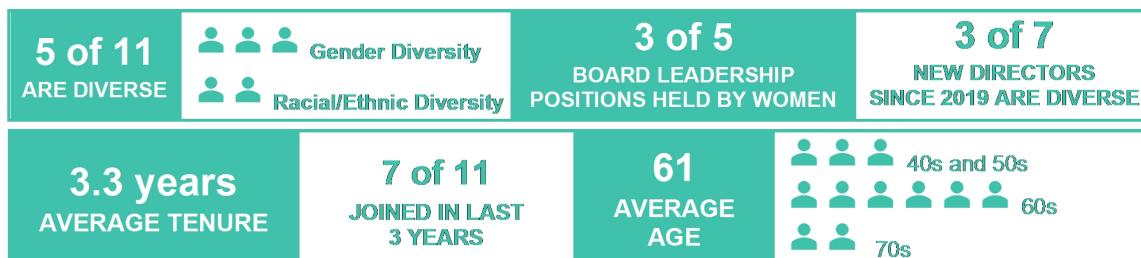 5 of 11
ARE DIVERSE
Gender Diversity
Racial/Ethnic Diversity
3 of 5
BOARD LEADERSHIP
POSITIONS HELD BY WOMEN
3 of 7
NEW DIRECTORS
SINCE 2019 ARE DIVERSE
3.3 years
AVERAGE TENURE
7 of 11
JOINED IN LAST
3 YEARS
61
AVERAGE
AGE
40s and 50s
60s
70s